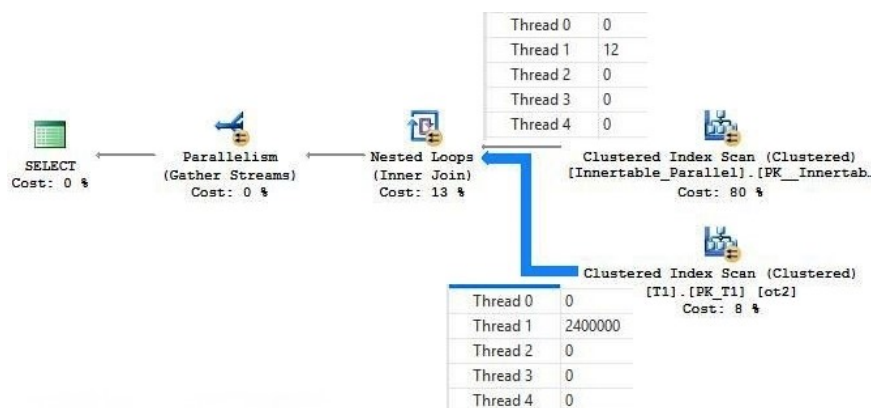 Thread 0 0
Thread 1 12
Thread 2 0
Thread 3 0
Thread 4 0
SELECT
Cost: 0 %
Parallelism
(Gather Streams)
Cost: 0 %
Nested Loops
(Inner Join)
Cost: 13 %
Clustered Index Scan (Clustered)
[Innertable_Parallel].[PK__Innertab…
Cost: 80 %
Clustered Index Scan (Clustered)
[T1].[PK_T1] [ot2]
Cost: 8 %
Thread 0 0
Thread 1 2400000
Thread 2 0
Thread 3 0
Thread 4 0